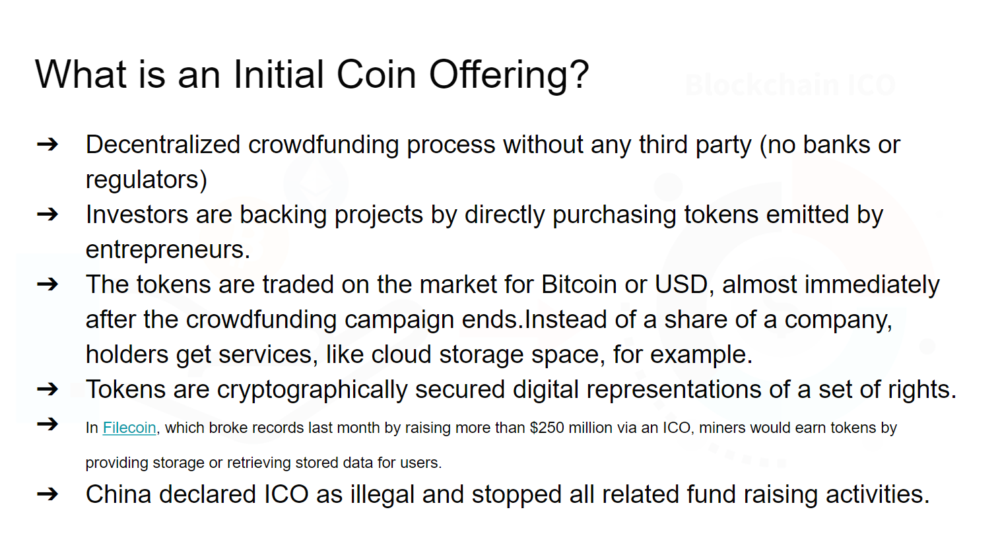 What is an Initial Coin Offering?
Blockchain ICO
➔ Decentralized crowdfunding process without any third party (no banks or
regulators)
➔ Investors are backing projects by directly purchasing tokens emitted by
entrepreneurs.
➔ The tokens are traded on the market for Bitcoin or USD, almost immediately
after the crowdfunding campaign ends.Instead of a share of a company,
holders get services, like cloud storage space, for example.
➔ Tokens are cryptographically secured digital representations of a set of rights.
➔ In Filecoin, which broke records last month by raising more than $250 million via an ICO, miners would earn tokens by
providing storage or retrieving stored data for users.
➔ China declared ICO as illegal and stopped all related fund raising activities.